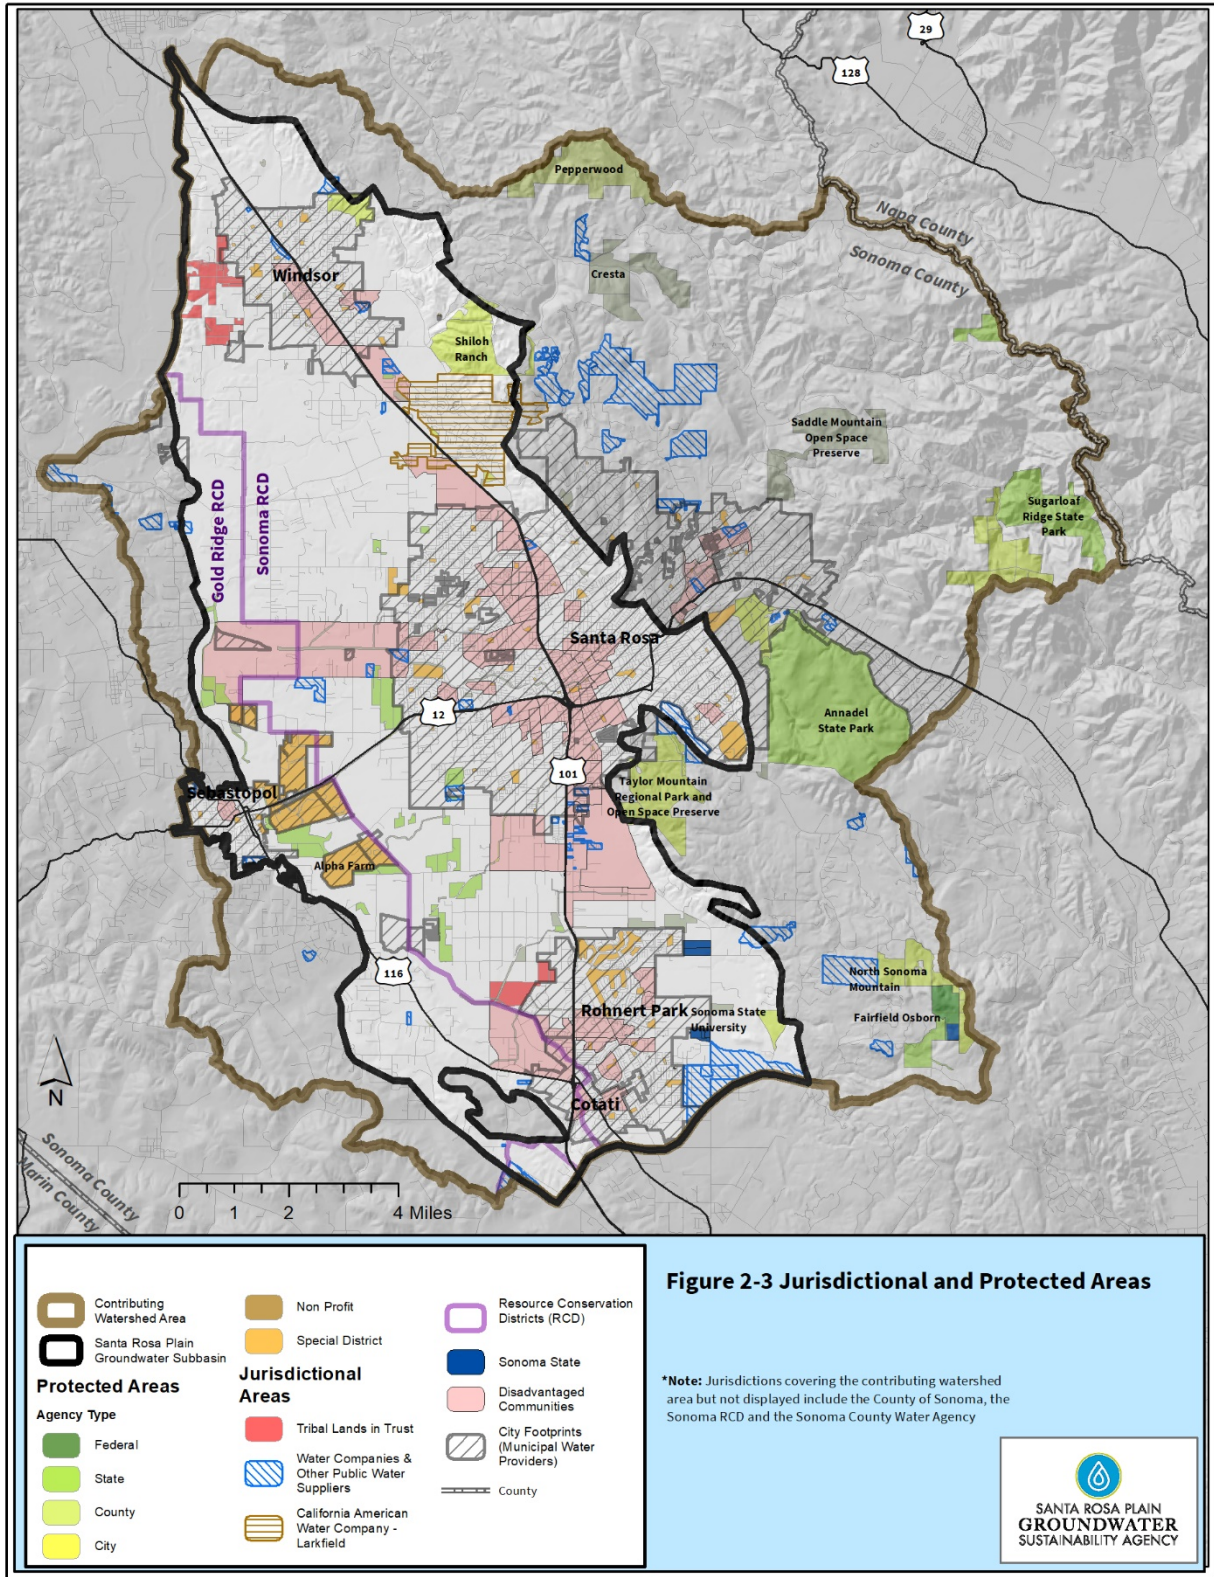 29
128
Pepperwood
Napa County
Sonoma County
Cresta
Windsor
Shiloh
Ranch
Saddle Mountain
Open Space
Preserve
Sugarloaf
Ridge State
Park
Gold Ridge RCD
Sonoma RCD
Santa Rosa
12
Annadel
State Park
101
Taylor Mountain
Regional Park and
Open Space Preserve
Sebastopol
Alpha Farm
116
North Sonoma
Mountain
Fairfield Osborn
Rohnert Park
Sonoma State
University
Cotati
N
Sonoma County
Marin County
0 1 2 4 Miles
Contributing
Watershed Area
Santa Rosa Plain
Groundwater Subbasin
Protected Areas
Agency Type
Federal
State
County
City
Non Profit
Special District
Jurisdictional
Areas
Tribal Lands in Trust
Water Companies &
Other Public Water
Suppliers
California American
Water Company -
Larkfield
Resource Conservation
Districts (RCD)
Sonoma State
Disadvantaged
Communities
City Footprints
(Municipal Water
Providers)
County
Figure 2-3 Jurisdictional and Protected Areas
*Note: Jurisdictions covering the contributing watershed
area but not displayed include the County of Sonoma, the
Sonoma RCD and the Sonoma County Water Agency
SANTA ROSA PLAIN
GROUNDWATER
SUSTAINABILITY AGENCY